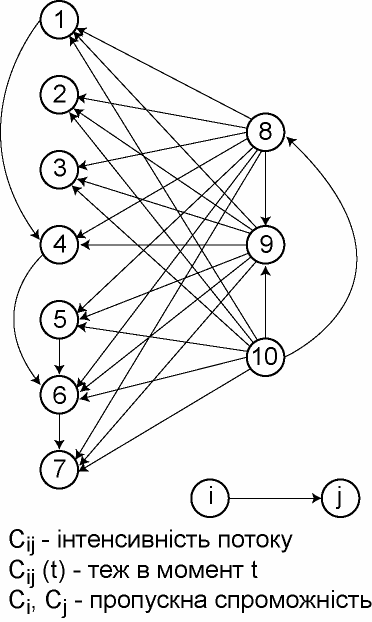 1
2
3
4
5
6
7
8
9
10
i j
Cij - інтенсивність потоку
Cij (t) - теж в момент t
Ci, Cj - пропускна спроможність